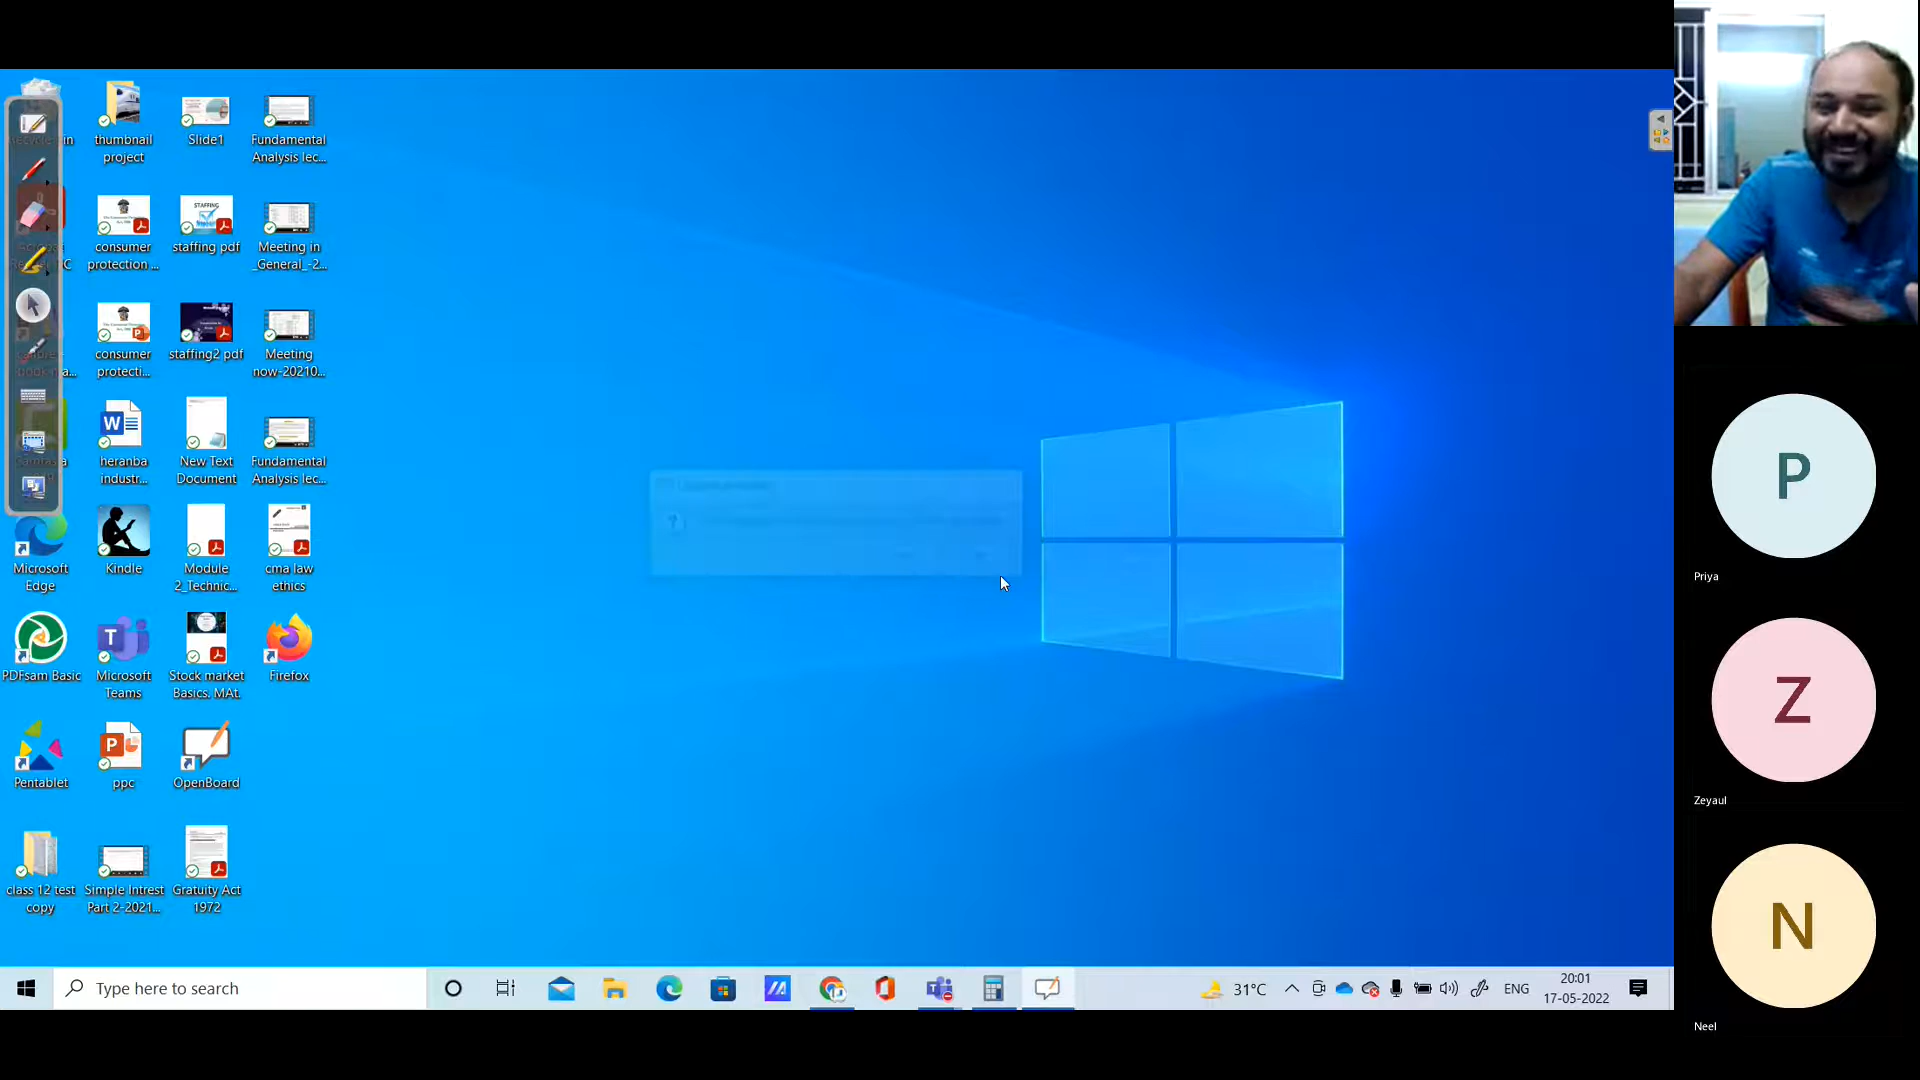 thumbnail
project
Slide1
Fundamental
Analysis lec...
consumer
protection ...
staffing pdf
Meeting in
_General_-2...
consumer
protecti...
staffing2 pdf
Meeting
now-20210...
heranba
industr...
New Text
Document
Fundamental
Analysis lec...
Microsoft
Edge
Kindle
Module
2_Technic...
cma law
ethics
PDFsam Basic
Microsoft
Teams
Stock market
Basics. MAt.
Firefox
Pentablet
ppc
OpenBoard
class 12 test
copy
Simple Intrest
Part 2-2021...
Gratuity Act
1972
Type here to search
31°C
ENG
20:01
17-05-2022
P
Priya
Z
Zeyaul
N
Neel